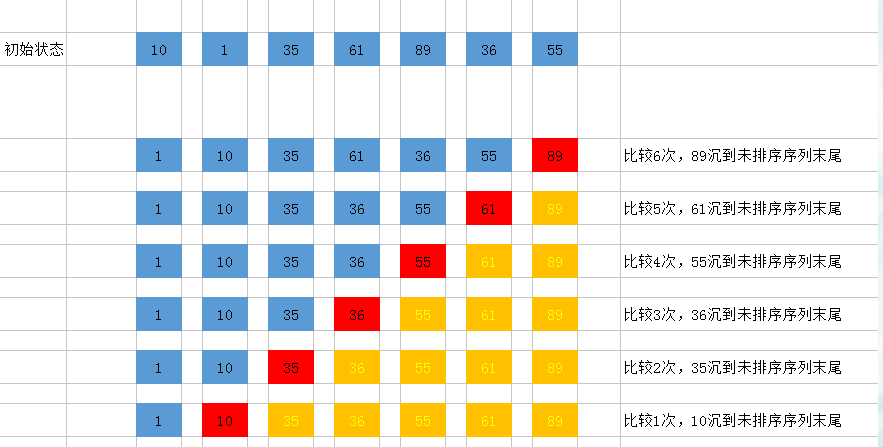 初始状态 10 1 35 61 89 36 55
1 10 35 61 36 55 89 比较6次，89沉到未排序序列末尾
1 10 35 36 55 61 89 比较5次，61沉到未排序序列末尾
1 10 35 36 55 61 89 比较4次，55沉到未排序序列末尾
1 10 35 36 55 61 89 比较3次，36沉到未排序序列末尾
1 10 35 36 55 61 89 比较2次，35沉到未排序序列末尾
1 10 35 36 55 61 89 比较1次，10沉到未排序序列末尾